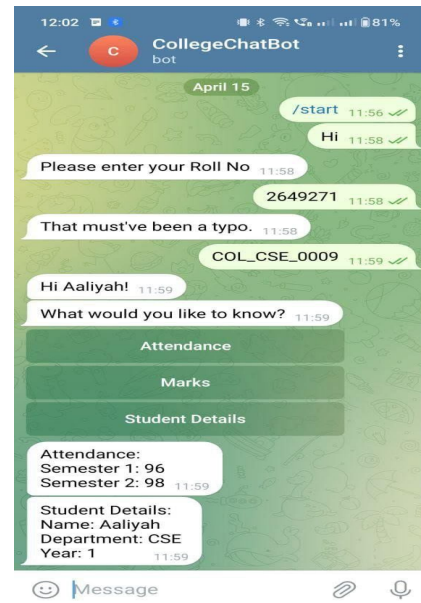 12:02 81%
C CollegeChatBot
bot
April 15
/start 11:56
Hi 11:58
Please enter your Roll No 11:58
2649271 11:58
That must've been a typo. 11:58
COL_CSE_0009 11:59
Hi Aaliyah! 11:59
What would you like to know? 11:59
Attendance
Marks
Student Details
Attendance:
Semester 1: 96
Semester 2: 98 11:59
Student Details:
Name: Aaliyah
Department: CSE
Year: 1 11:59
Message